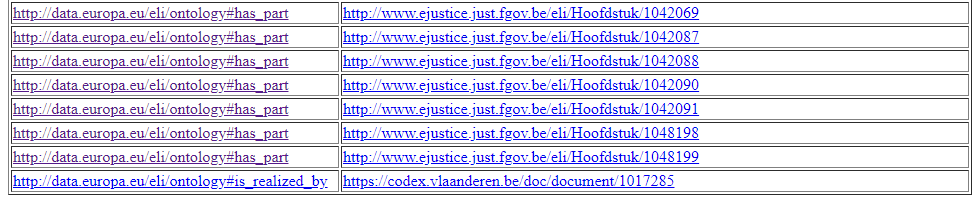 http://data.europa.eu/eli/ontology#has_part http://www.ejustice.just.fgov.be/eli/Hoofdstuk/1042069
http://data.europa.eu/eli/ontology#has_part http://www.ejustice.just.fgov.be/eli/Hoofdstuk/1042087
http://data.europa.eu/eli/ontology#has_part http://www.ejustice.just.fgov.be/eli/Hoofdstuk/1042088
http://data.europa.eu/eli/ontology#has_part http://www.ejustice.just.fgov.be/eli/Hoofdstuk/1042090
http://data.europa.eu/eli/ontology#has_part http://www.ejustice.just.fgov.be/eli/Hoofdstuk/1042091
http://data.europa.eu/eli/ontology#has_part http://www.ejustice.just.fgov.be/eli/Hoofdstuk/1048198
http://data.europa.eu/eli/ontology#has_part http://www.ejustice.just.fgov.be/eli/Hoofdstuk/1048199
http://data.europa.eu/eli/ontology#is_realized_by https://codex.vlaanderen.be/doc/document/1017285